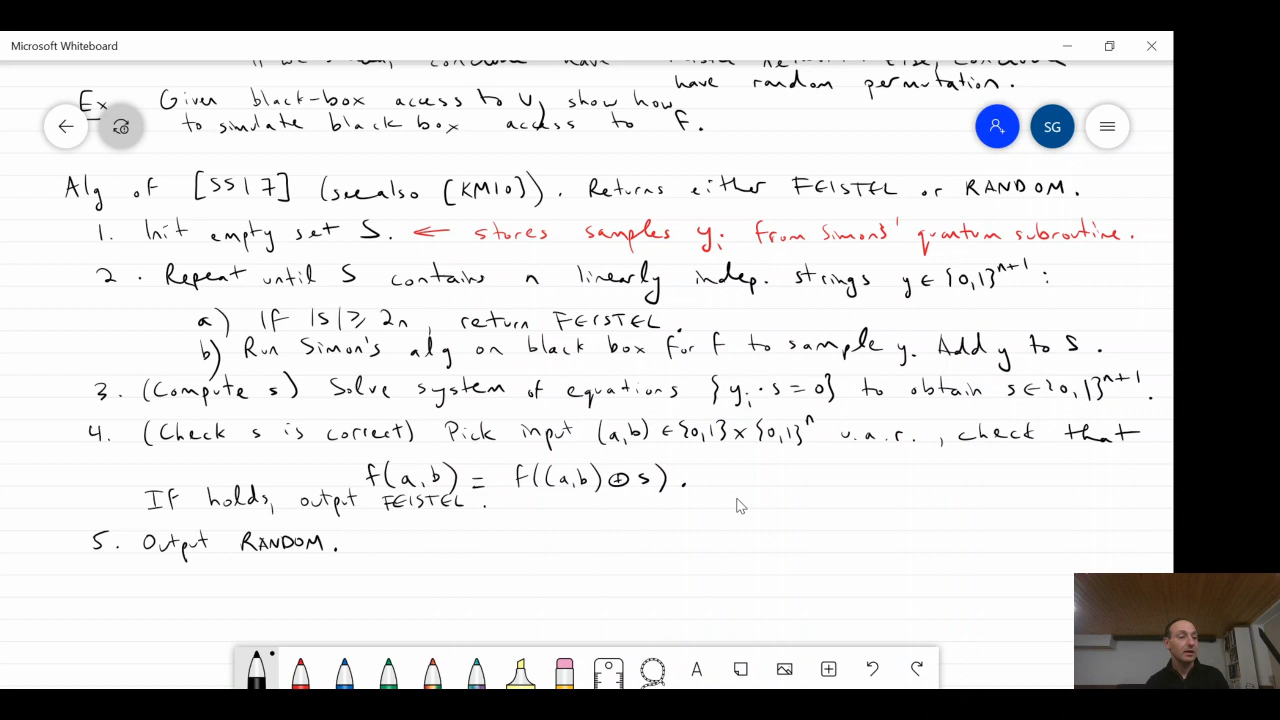 Microsoft Whiteboard
have random permutation.
Ex Given black-box access to U, show how
to simulate black box access to f.
SG
Alg of [SS17] (see also [KM10]). Returns either FEISTEL or RANDOM.
1. Init empty set S. ← stores samples yᵢ from Simons' quantum subroutine.
2. Repeat until S contains n linearly indep. strings y ∈ {0,1}ⁿ⁺¹ :
a) If |S| ≥ 2n, return FEISTEL.
b) Run Simon's alg on black box for f to sample y. Add y to S.
3. (Compute s) Solve system of equations {yᵢ · s = 0} to obtain s ∈ {0,1}ⁿ⁺¹.
4. (Check s is correct) Pick input (a,b) ∈ {0,1} × {0,1}ⁿ u.a.r., check that
f(a,b) = f((a,b) ⊕ s).
If holds, output FEISTEL.
5. Output RANDOM.
A